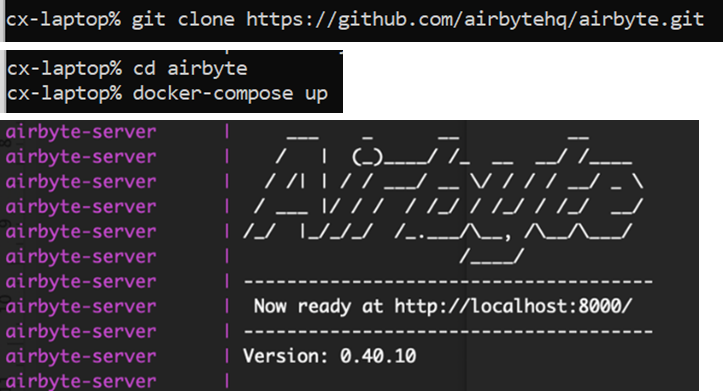 cx-laptop% git clone https://github.com/airbytehq/airbyte.git
cx-laptop% cd airbyte
cx-laptop% docker-compose up
airbyte-server | ___ _ __ __
airbyte-server | / | (_)____/ /_ __ __/ /____
airbyte-server | / /| | / / ___/ __ \/ / / / __/ _ \
airbyte-server | / ___ |/ / / / /_/ / /_/ / /_/ __/
airbyte-server | /_/ |_/_/_/ /_.___/\__, /\__/\___/
airbyte-server | /____/
airbyte-server | --------------------------------------
airbyte-server | Now ready at http://localhost:8000/
airbyte-server | --------------------------------------
airbyte-server | Version: 0.40.10
airbyte-server |